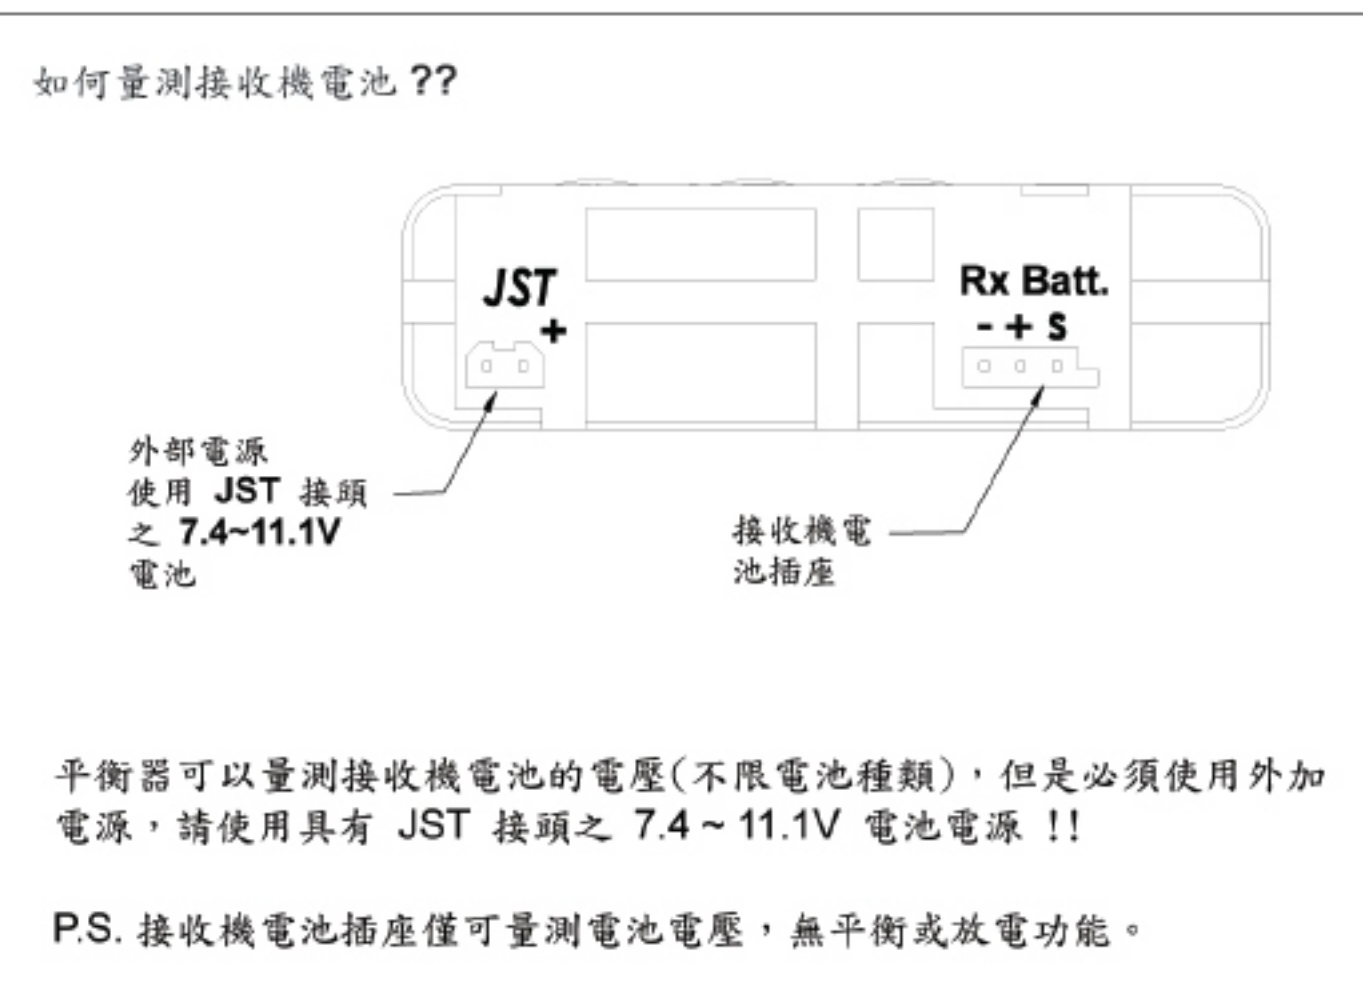 如何量測接收機電池 ??
JST
+
Rx Batt.
- + S
外部電源
使用 JST 接頭
之 7.4~11.1V
電池
接收機電
池插座
平衡器可以量測接收機電池的電壓(不限電池種類)，但是必須使用外加
電源，請使用具有 JST 接頭之 7.4 ~ 11.1V 電池電源 !!
P.S. 接收機電池插座僅可量測電池電壓，無平衡或放電功能。